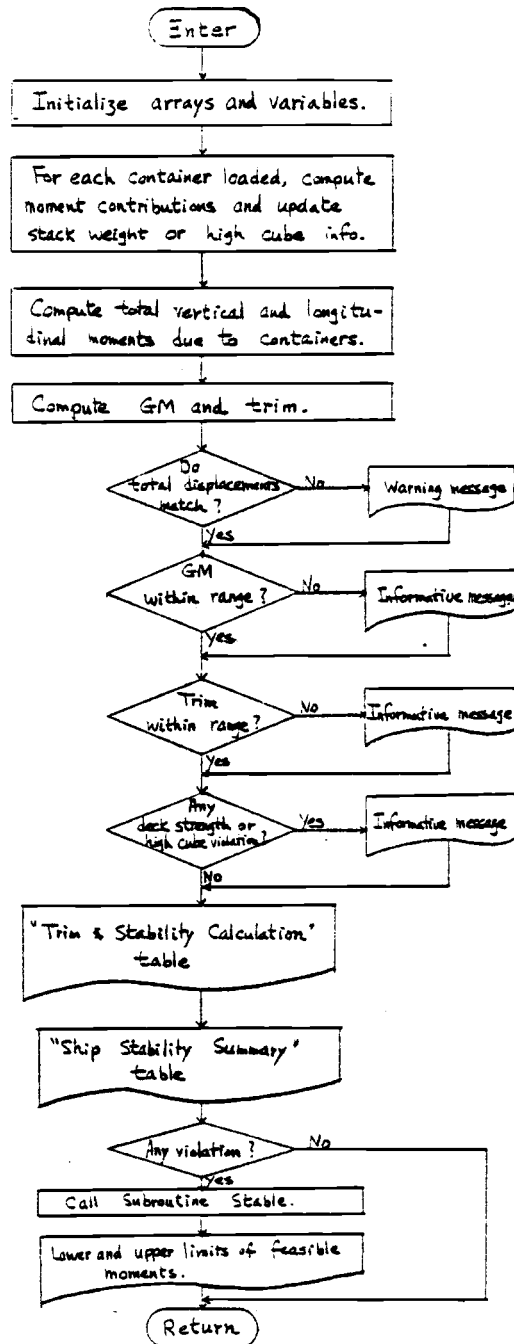 Enter
Initialize arrays and variables.
For each container loaded, compute
moment contributions and update
stack weight or high cube info.
Compute total vertical and longitu-
dinal moments due to containers.
Compute GM and trim.
Do
total displacements
match?
No
Warning message
Yes
GM
within range?
No
Informative message
Yes
Trim
within range?
No
Informative message
Yes
Any
deck strength or
high cube violation?
Yes
Informative message
No
"Trim & Stability Calculation"
table
"Ship Stability Summary"
table
Any violation?
No
Yes
Call Subroutine Stable.
Lower and upper limits of feasible
moments.
Return